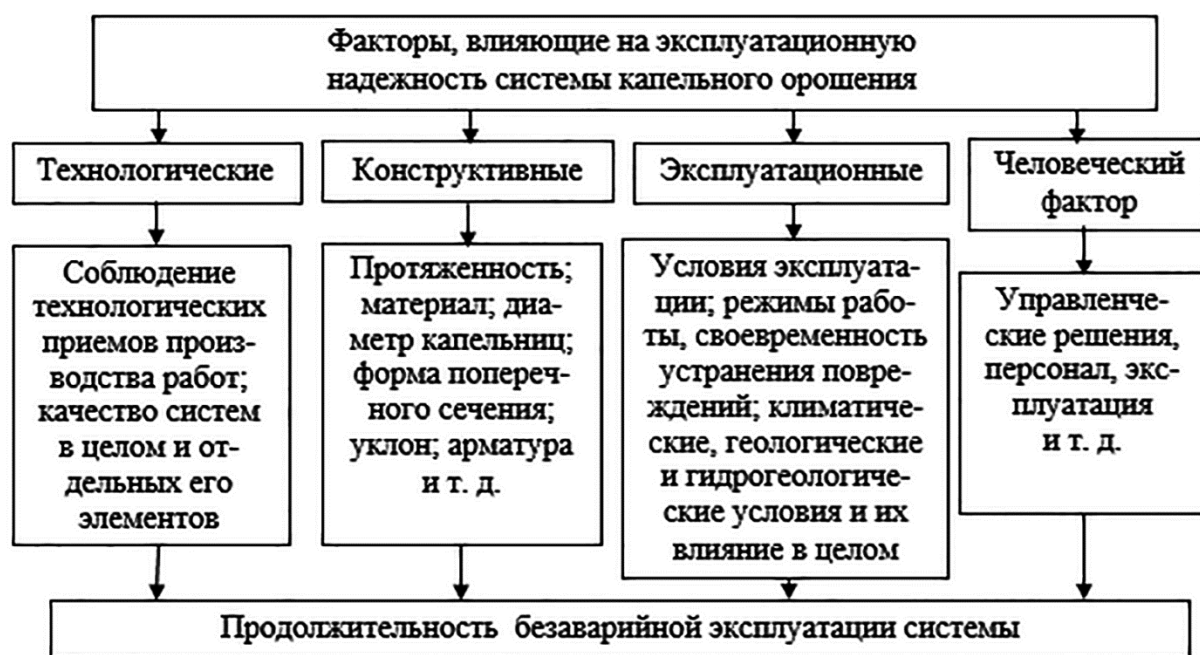 Факторы, влияющие на эксплуатационную
надежность системы капельного орошения
Технологические
Конструктивные
Эксплуатационные
Человеческий
фактор
Соблюдение
технологических
приемов произ-
водства работ;
качество систем
в целом и от-
дельных его
элементов
Протяженность;
материал; диа-
метр капельниц;
форма попереч-
ного сечения;
уклон; арматура
и т. д.
Условия эксплуата-
ции; режимы рабо-
ты, своевременность
устранения повре-
ждений; климатиче-
ские, геологические
и гидрогеологиче-
ские условия и их
влияние в целом
Управленче-
ские решения,
персонал, экс-
плуатация
и т. д.
Продолжительность безаварийной эксплуатации системы